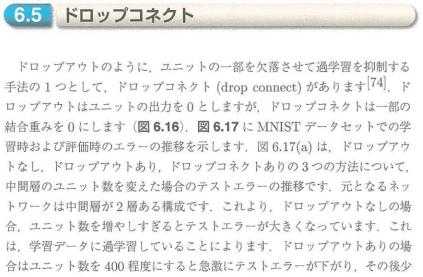 6.5 ドロップコネクト
ドロップアウトのように，ユニットの一部を欠落させて過学習を抑制する
手法の1つとして，ドロップコネクト (drop connect) があります[74]．ド
ロップアウトはユニットの出力を0としますが，ドロップコネクトは一部の
結合重みを0にします（図 6.16）．図 6.17 に MNIST データセットでの学
習時および評価時のエラーの推移を示します．図 6.17(a) は，ドロップアウ
トなし，ドロップアウトあり，ドロップコネクトありの3つの方法について，
中間層のユニット数を変えた場合のテストエラーの推移です．元となるネッ
トワークは中間層が2層ある構成です．これより，ドロップアウトなしの場
合，ユニット数を増やしすぎるとテストエラーが大きくなっています．これ
は，学習データに過学習していることによります．ドロップアウトありの場
合はユニット数を 400 程度にすると急激にテストエラーが下がり，その後少